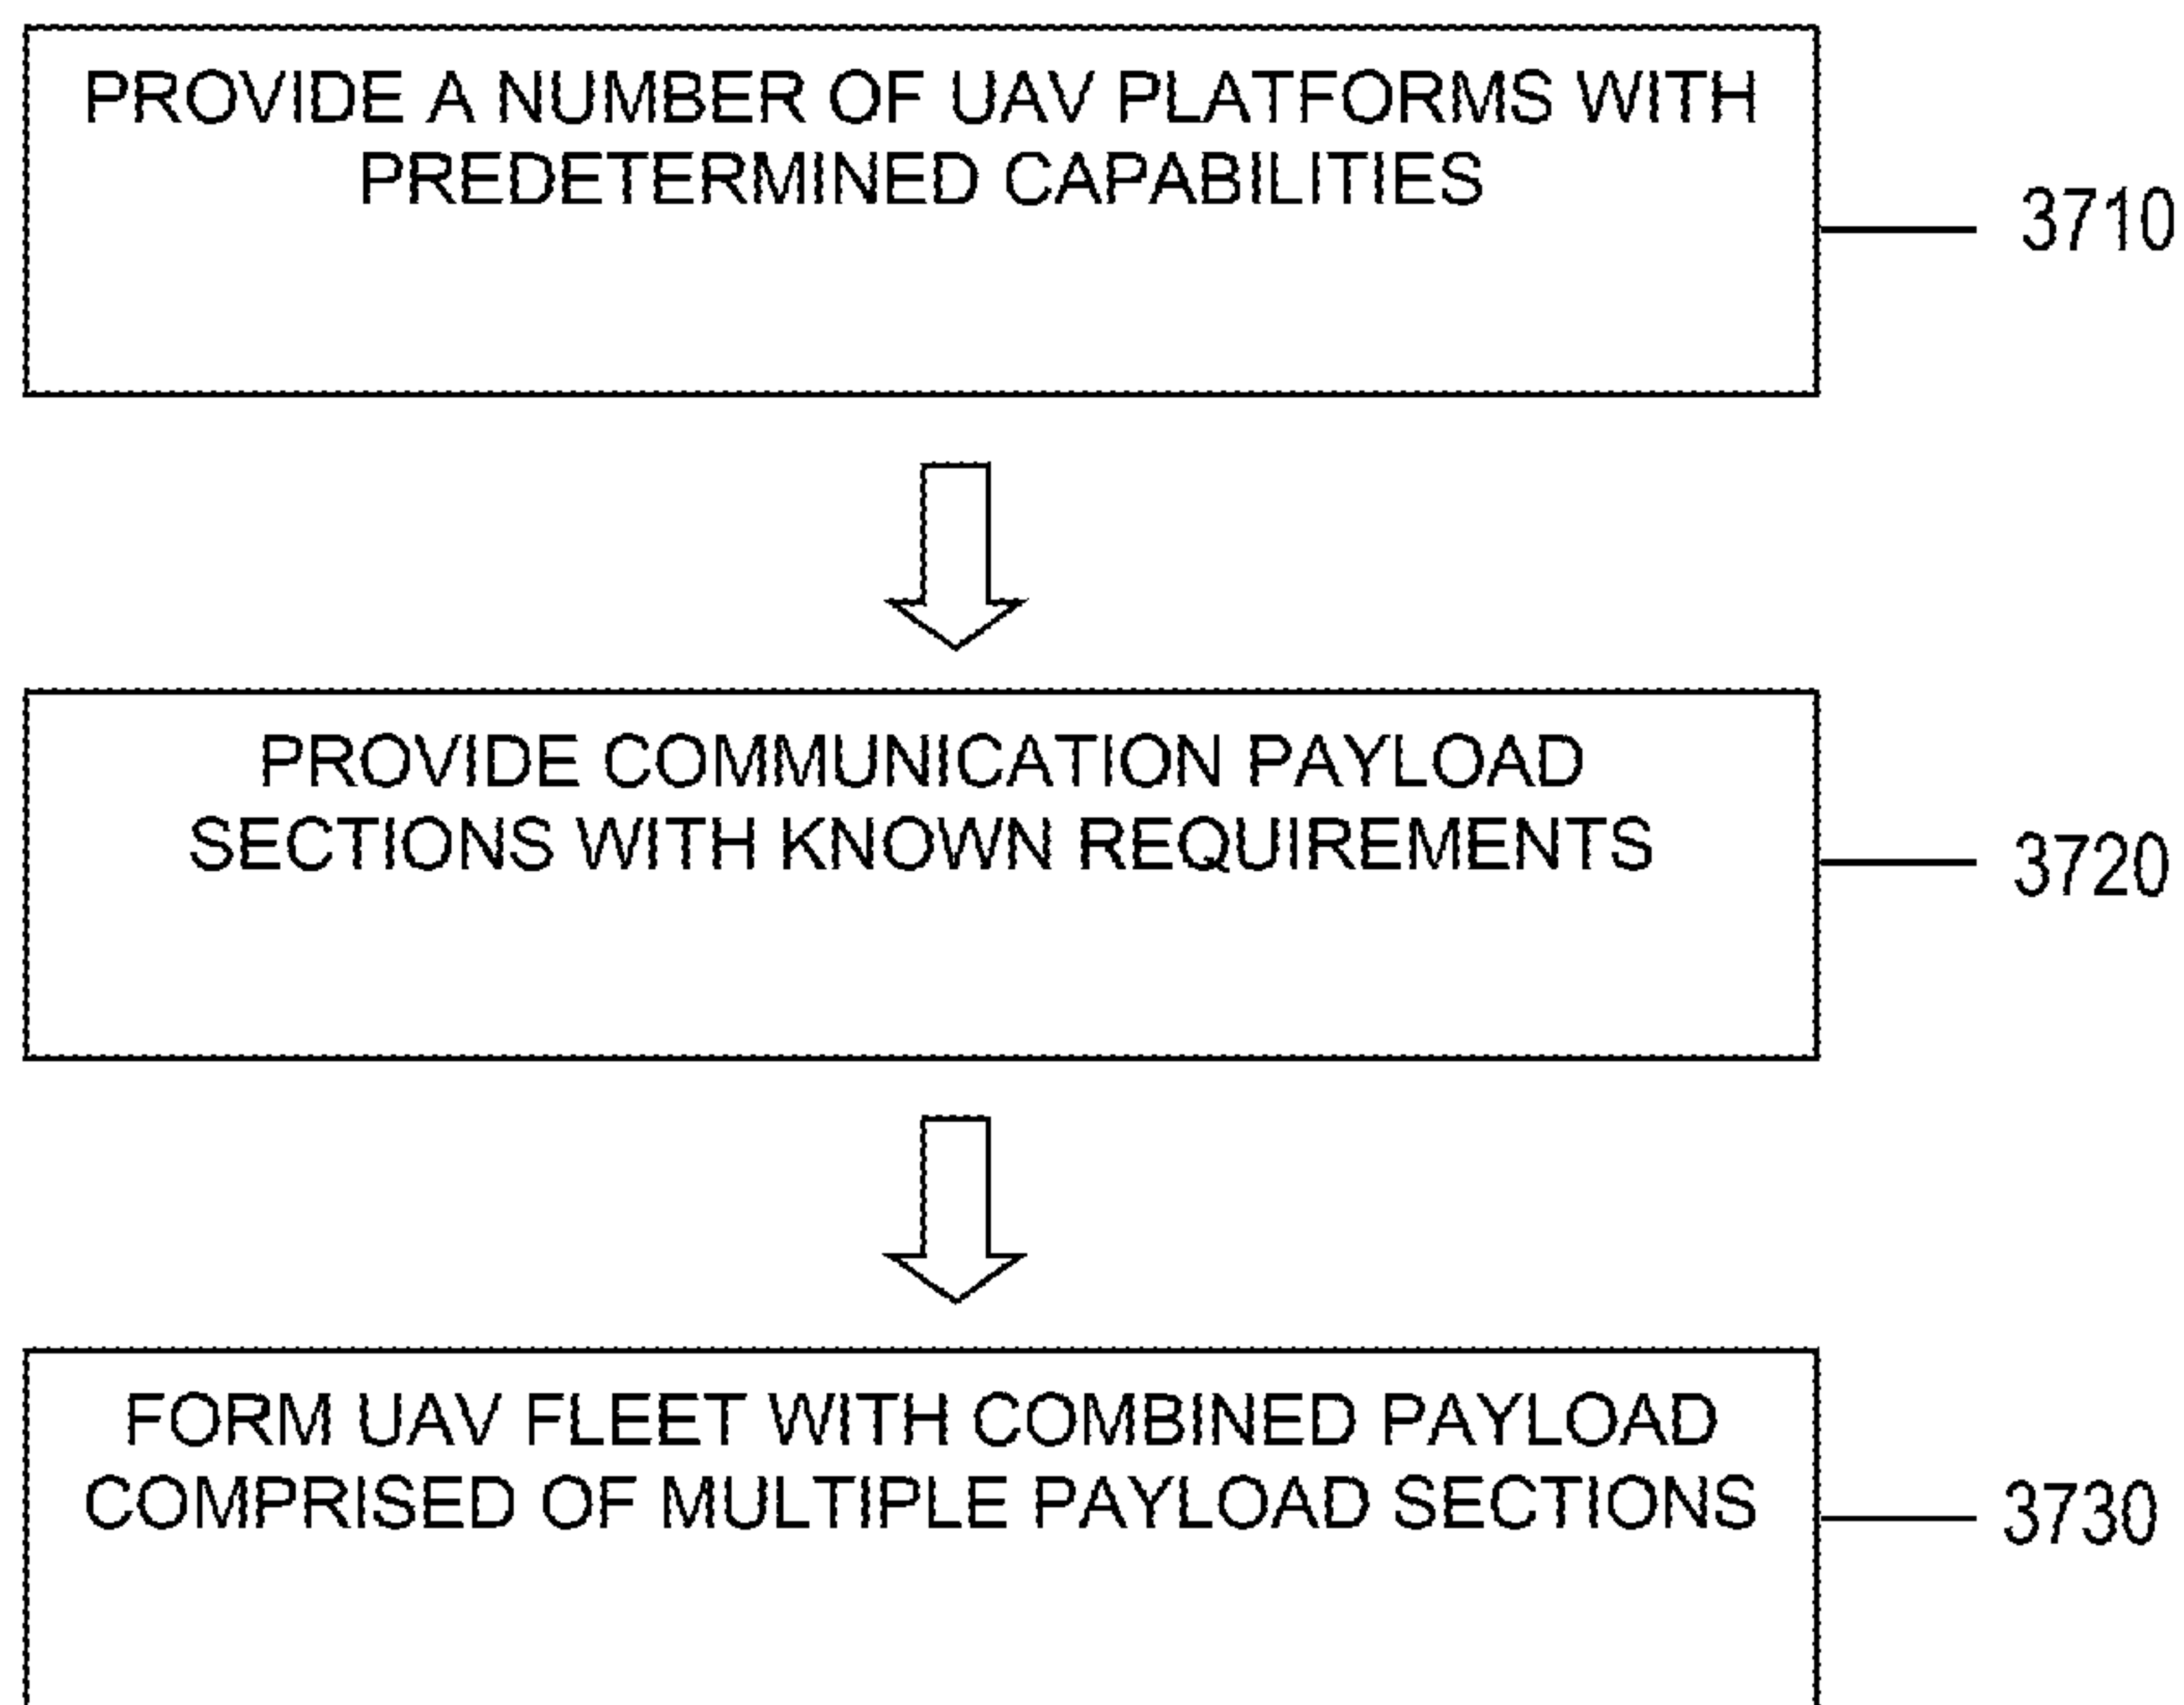 PROVIDE A NUMBER OF UAV PLATFORMS WITH
PREDETERMINED CAPABILITIES
3710
PROVIDE COMMUNICATION PAYLOAD
SECTIONS WITH KNOWN REQUIREMENTS
3720
FORM UAV FLEET WITH COMBINED PAYLOAD
COMPRISED OF MULTIPLE PAYLOAD SECTIONS
3730